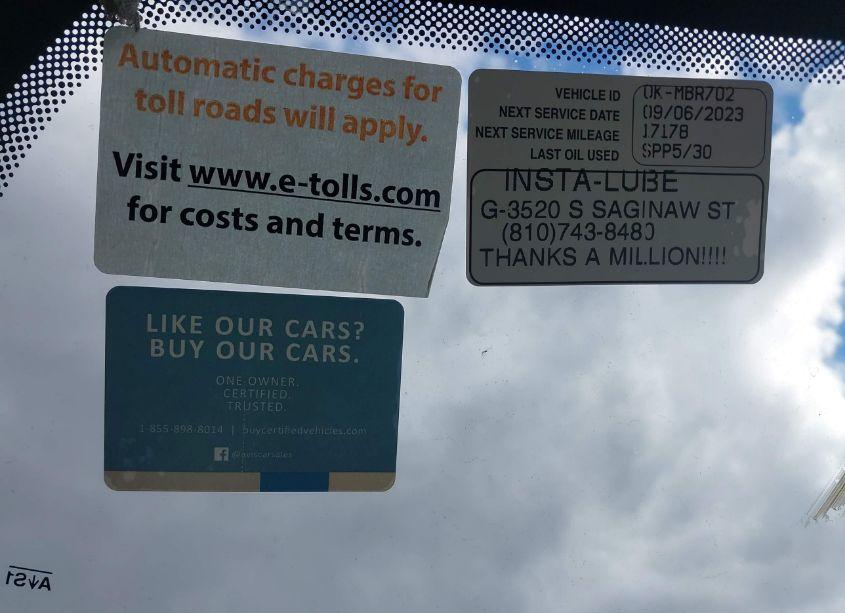 Automatic charges for
toll roads will apply.
Visit www.e-tolls.com
for costs and terms.
VEHICLE ID OK-MBR702
NEXT SERVICE DATE 09/06/2023
NEXT SERVICE MILEAGE 17178
LAST OIL USED SPP5/30
INSTA-LUBE
G-3520 S SAGINAW ST
(810)743-8480
THANKS A MILLION!!!!
LIKE OUR CARS?
BUY OUR CARS.
ONE OWNER.
CERTIFIED.
TRUSTED.
1-855-898-8014 | buycertifiedvehicles.com
f @aviscarsales
AS1